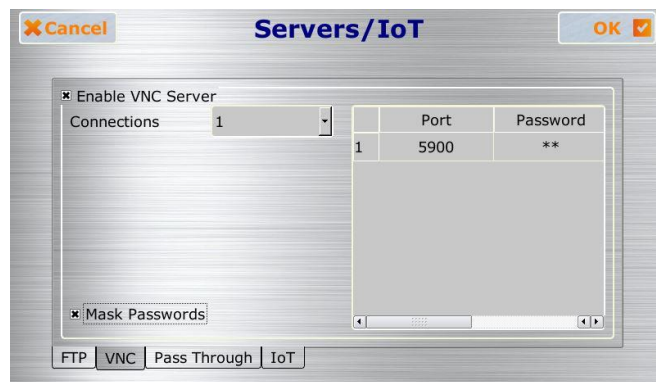 Cancel
Servers/IoT
OK
Enable VNC Server
Connections 1
Port Password
1 5900 **
Mask Passwords
FTP VNC Pass Through IoT